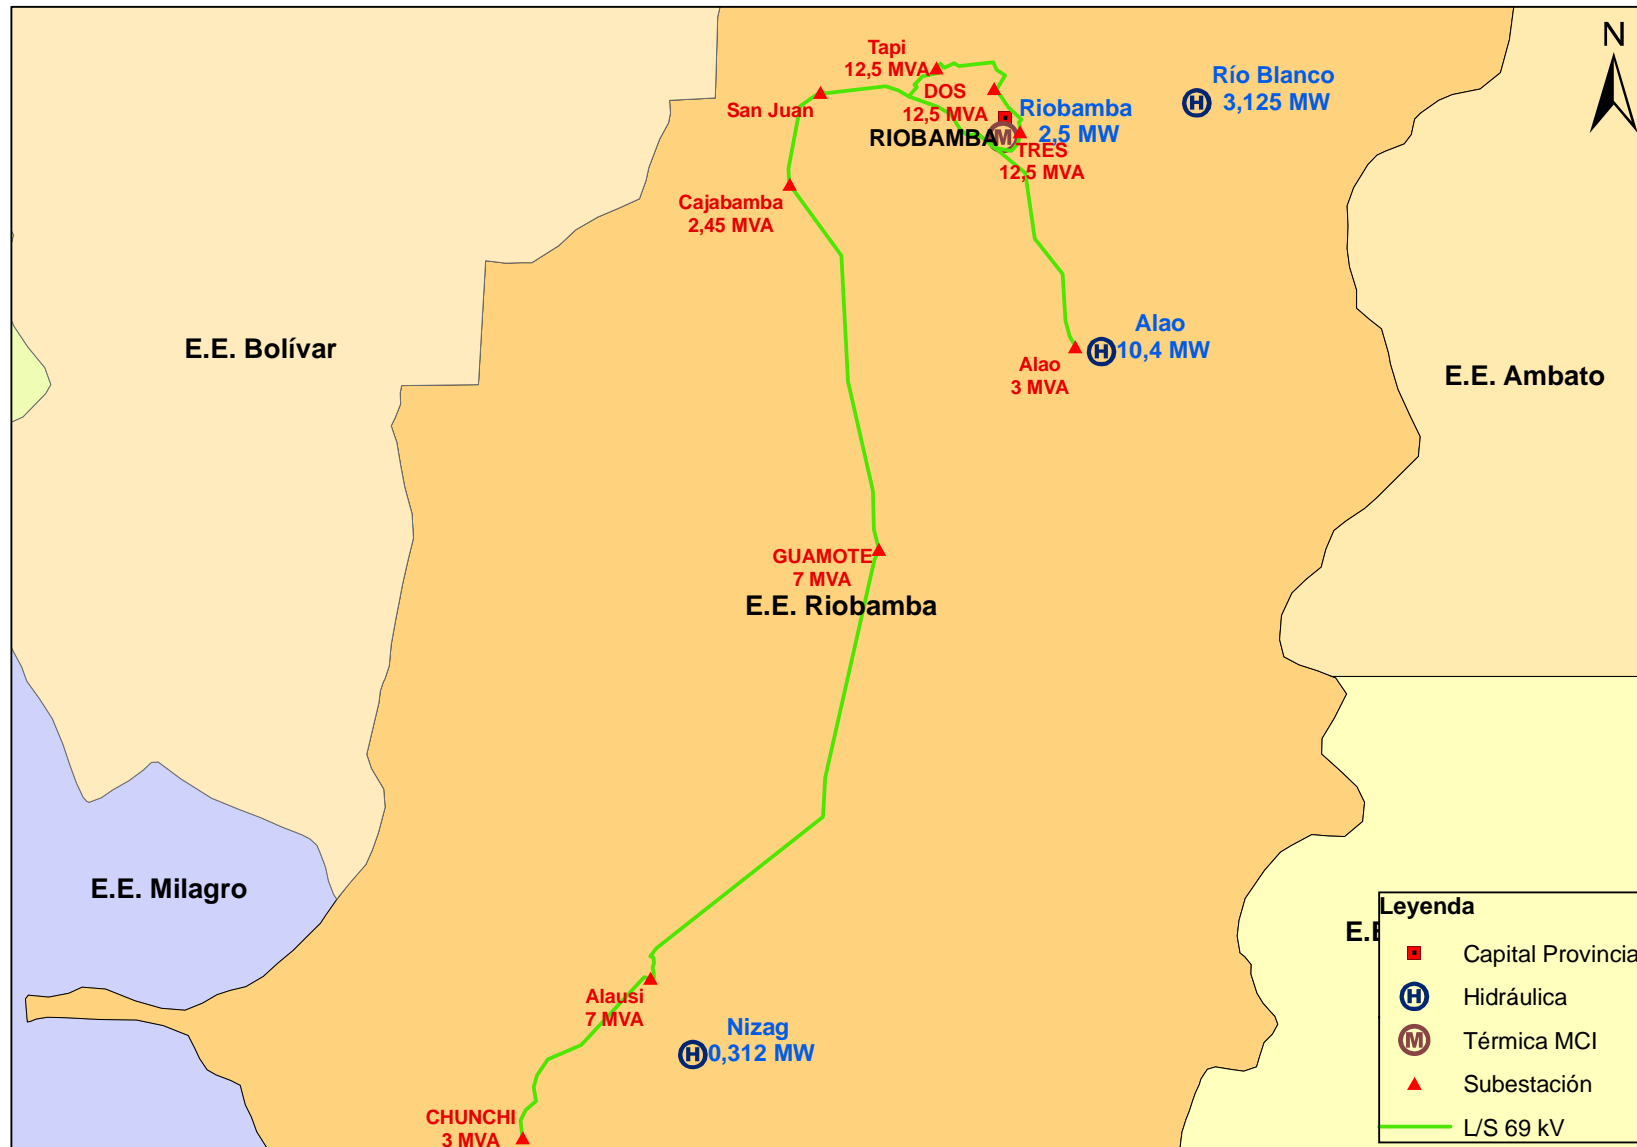 N
Tapi
12,5 MVA
Río Blanco
3,125 MW
DOS
12,5 MVA
San Juan
Riobamba
2,5 MW
RIOBAMBA
M
TRES
12,5 MVA
H
Cajabamba
2,45 MVA
Alao
10,4 MW
H
Alao
3 MVA
E.E. Bolívar
E.E. Ambato
GUAMOTE
7 MVA
E.E. Riobamba
E.E. Milagro
Alausi
7 MVA
Nizag
0,312 MW
H
CHUNCHI
3 MVA
E.E
Leyenda
Capital Provincia
H Hidráulica
M Térmica MCI
Subestación
L/S 69 kV